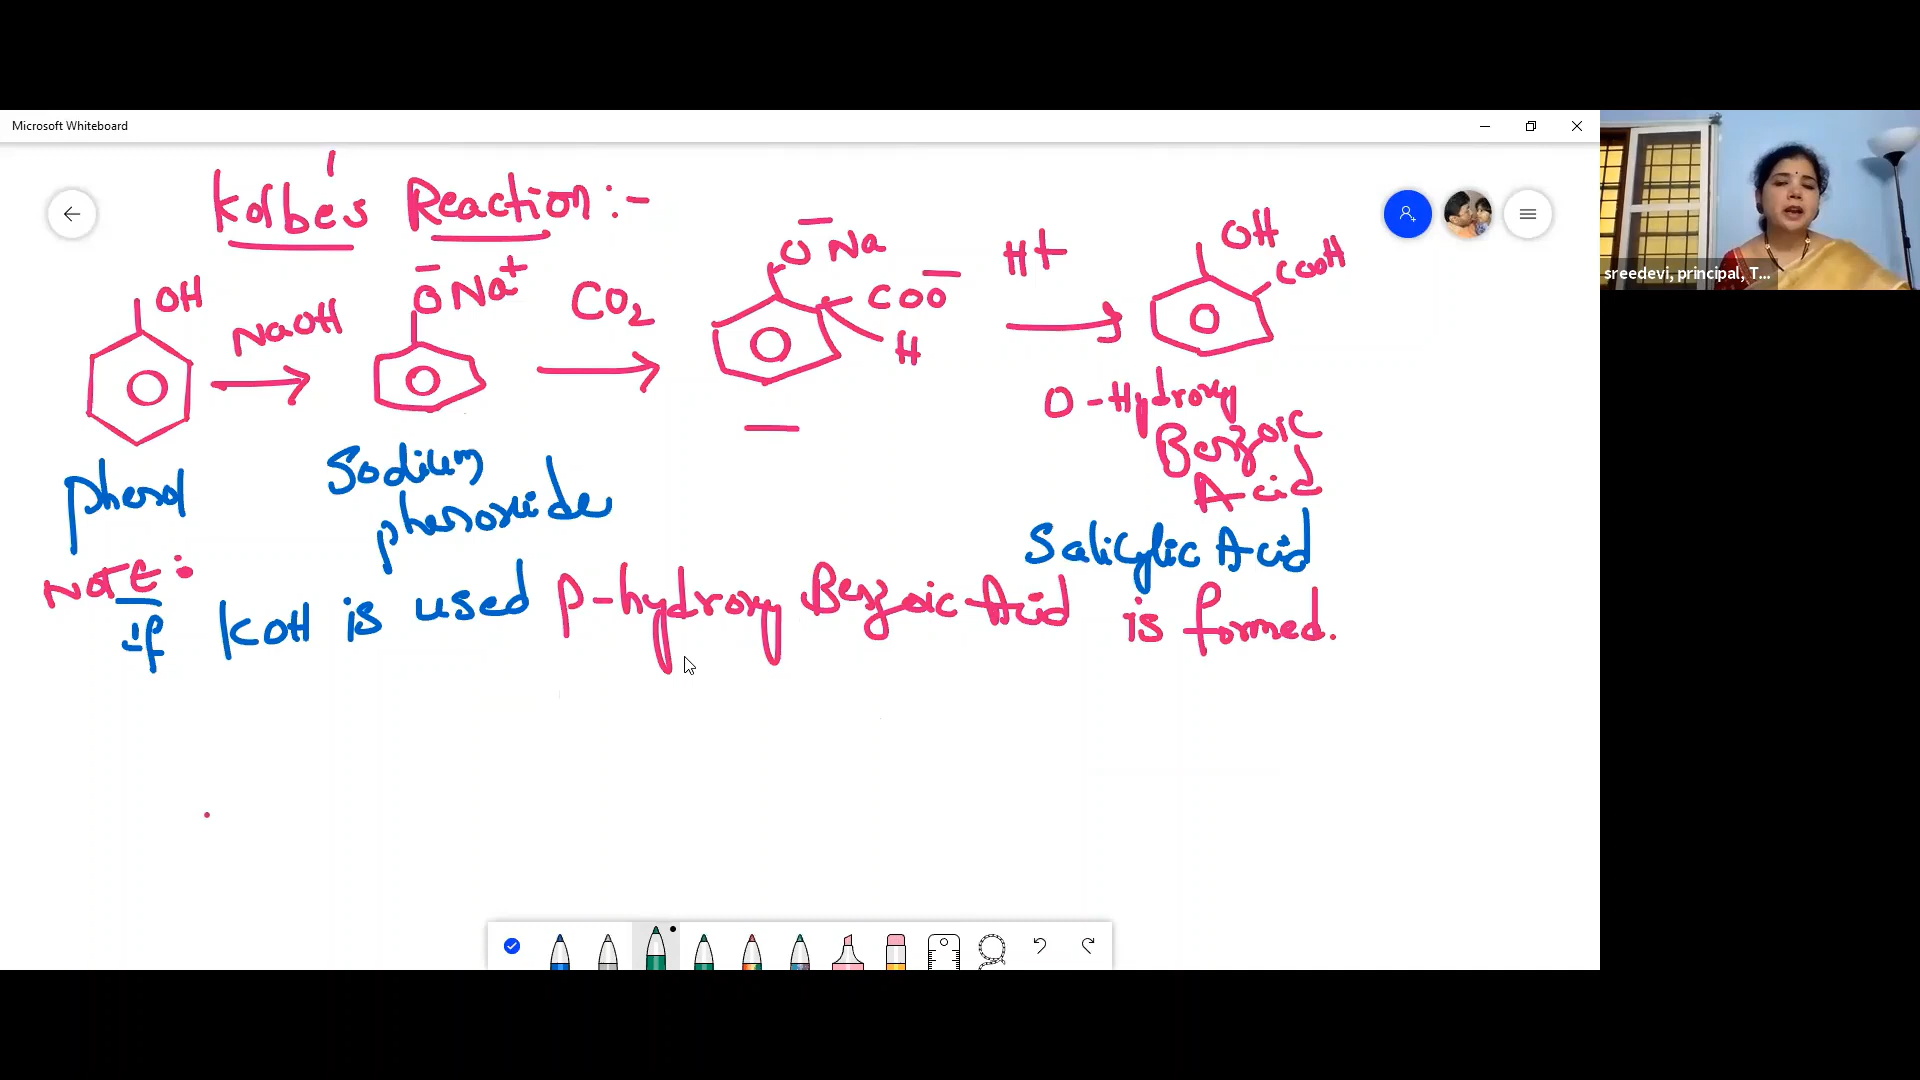 Microsoft Whiteboard
Kolbe's Reaction :-
OH NaOH O⁻Na⁺ CO₂ O⁻Na COO⁻ H H+ OH COOH
phenol
Sodium phenoxide
O-Hydroxy
Benzoic
Acid
Salicylic Acid
NOTE:
if KOH is used p-hydroxy Benzoic Acid is formed.
sreedevi, principal, T...